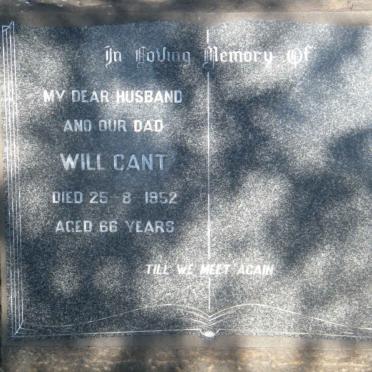 In Loving Memory Of
MY DEAR HUSBAND
AND OUR DAD
WILL CANT
DIED 25-8-1952
AGED 66 YEARS
TILL WE MEET AGAIN